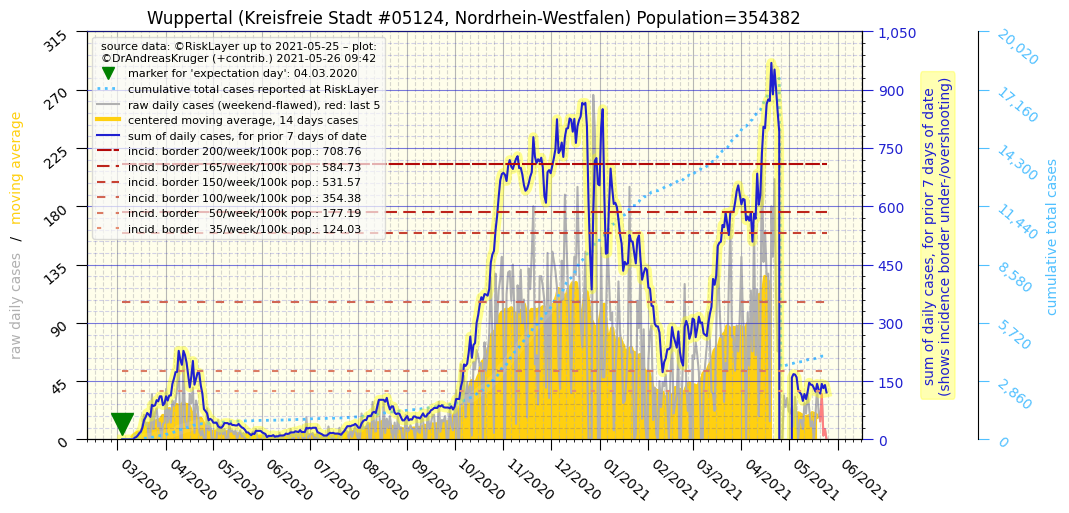 Wuppertal (Kreisfreie Stadt #05124, Nordrhein-Westfalen) Population=354382
source data: ©RiskLayer up to 2021-05-25 – plot:
©DrAndreasKruger (+contrib.) 2021-05-26 09:42
marker for 'expectation day': 04.03.2020
cumulative total cases reported at RiskLayer
raw daily cases (weekend-flawed), red: last 5
centered moving average, 14 days cases
sum of daily cases, for prior 7 days of date
incid. border 200/week/100k pop.: 708.76
incid. border 165/week/100k pop.: 584.73
incid. border 150/week/100k pop.: 531.57
incid. border 100/week/100k pop.: 354.38
incid. border   50/week/100k pop.: 177.19
incid. border   35/week/100k pop.: 124.03
raw daily cases  /  moving average
315
270
225
180
135
90
45
0
1,050
900
750
600
450
300
150
0
sum of daily cases, for prior 7 days of date
(shows incidence border under-/overshooting)
20,020
17,160
14,300
11,440
8,580
5,720
2,860
0
cumulative total cases
03/2020
04/2020
05/2020
06/2020
07/2020
08/2020
09/2020
10/2020
11/2020
12/2020
01/2021
02/2021
03/2021
04/2021
05/2021
06/2021